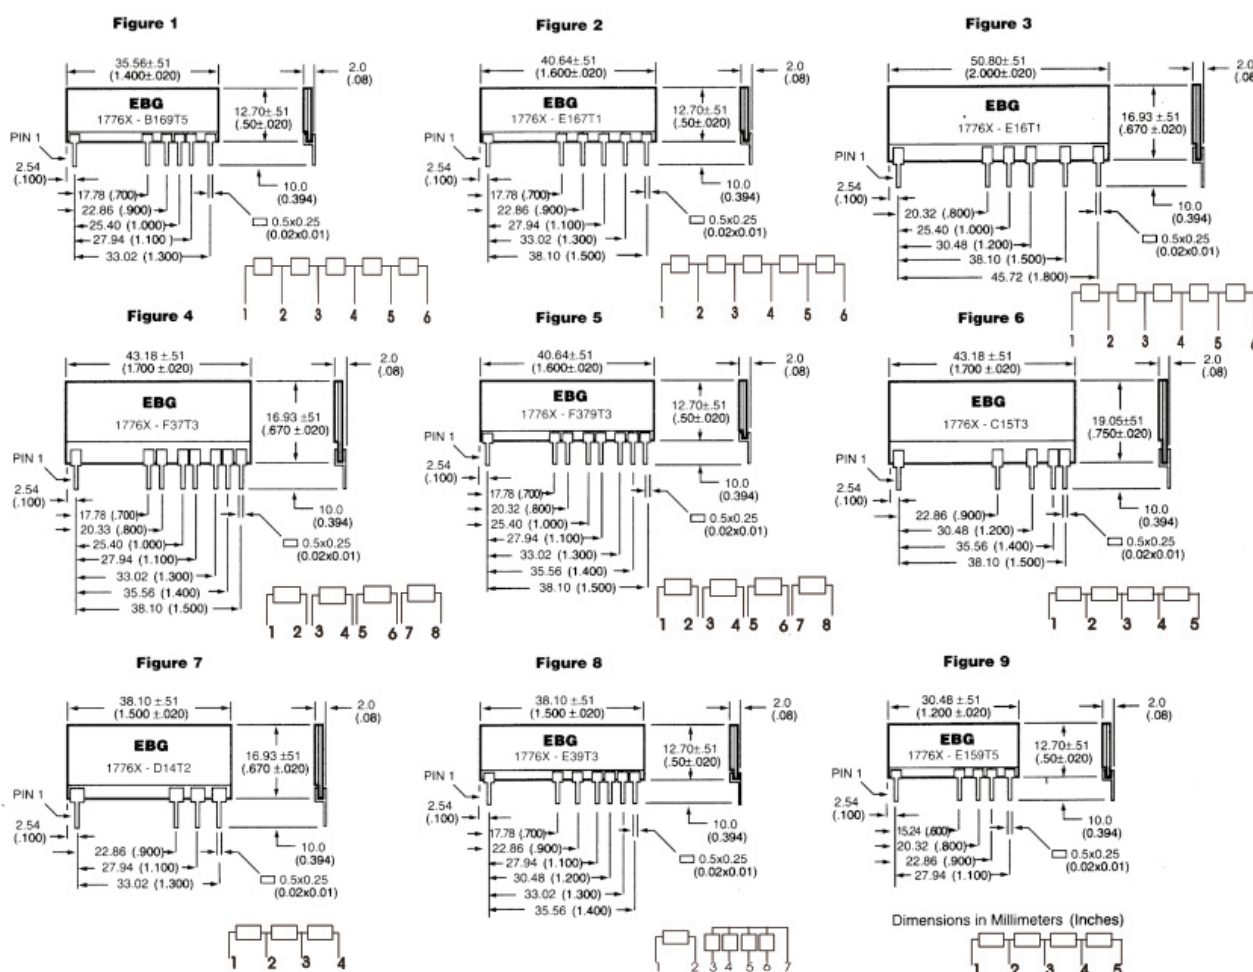 Figure 1
35.56±.51
(1.400±.020)
2.0
(.08)
EBG
1776X - B169T5
12.70±.51
(.50±.020)
PIN 1
2.54
(.100)
10.0
(0.394)
17.78 (.700)
22.86 (.900)
25.40 (1.000)
27.94 (1.100)
33.02 (1.300)
0.5x0.25
(0.02x0.01)
1 2 3 4 5 6
Figure 2
40.64±.51
(1.600±.020)
2.0
(.08)
EBG
1776X - E167T1
12.70±.51
(.50±.020)
PIN 1
2.54
(.100)
10.0
(0.394)
17.78 (.700)
22.86 (.900)
27.94 (1.100)
33.02 (1.300)
38.10 (1.500)
0.5x0.25
(0.02x0.01)
1 2 3 4 5 6
Figure 3
50.80±.51
(2.000±.020)
2.0
(.08
EBG
1776X - E16T1
16.93 ±.51
(.670 ±.020)
PIN 1
2.54
(.100)
10.0
(0.394)
20.32 (.800)
25.40 (1.000)
30.48 (1.200)
38.10 (1.500)
45.72 (1.800)
0.5x0.25
(0.02x0.01)
1 2 3 4 5 6
Figure 4
43.18 ±.51
(1.700 ±.020)
2.0
(.08)
EBG
1776X - F37T3
16.93 ±51
(.670 ±.020)
PIN 1
2.54
(.100)
10.0
(0.394)
17.78 (.700)
20.33 (.800)
25.40 (1.000)
27.94 (1.100)
33.02 (1.300)
35.56 (1.400)
38.10 (1.500)
0.5x0.25
(0.02x0.01)
1 2 3 4 5 6 7 8
Figure 5
40.64±.51
(1.600±.020)
2.0
(.08)
EBG
1776X - F379T3
12.70±.51
(.50±.020)
PIN 1
2.54
(.100)
10.0
(0.394)
17.78 (.700)
20.32 (.800)
25.40 (1.000)
27.94 (1.100)
33.02 (1.300)
35.56 (1.400)
38.10 (1.500)
0.5x0.25
(0.02x0.01)
1 2 3 4 5 6 7 8
Figure 6
43.18 ±.51
(1.700 ±.020)
2.0
(.08)
EBG
1776X - C15T3
19.05±51
(.750±.020)
PIN 1
2.54
(.100)
10.0
(0.394)
22.86 (.900)
30.48 (1.200)
35.56 (1.400)
38.10 (1.500)
0.5x0.25
(0.02x0.01)
1 2 3 4 5
Figure 7
38.10 ±.51
(1.500 ±.020)
2.0
(.08)
EBG
1776X - D14T2
16.93 ±51
(.670 ±.020)
PIN 1
2.54
(.100)
10.0
(0.394)
22.86 (.900)
27.94 (1.100)
33.02 (1.300)
0.5x0.25
(0.02x0.01)
1 2 3 4
Figure 8
38.10 ±.51
(1.500 ±.020)
2.0
(.08)
EBG
1776X - E39T3
12.70±.51
(.50±.020)
PIN 1
2.54
(.100)
10.0
(0.394)
17.78 (.700)
22.86 (.900)
27.94 (1.100)
30.48 (1.200)
33.02 (1.300)
35.56 (1.400)
0.5x0.25
(0.02x0.01)
1 2 3 4 5 6 7
Figure 9
30.48 ±.51
(1.200 ±.020)
2.0
(.08)
EBG
1776X - E159T5
12.70±.51
(.50±.020)
PIN 1
2.54
(.100)
10.0
(0.394)
15.24 (.600)
20.32 (.800)
22.86 (.900)
27.94 (1.100)
0.5x0.25
(0.02x0.01)
Dimensions in Millimeters (Inches)
1 2 3 4 5